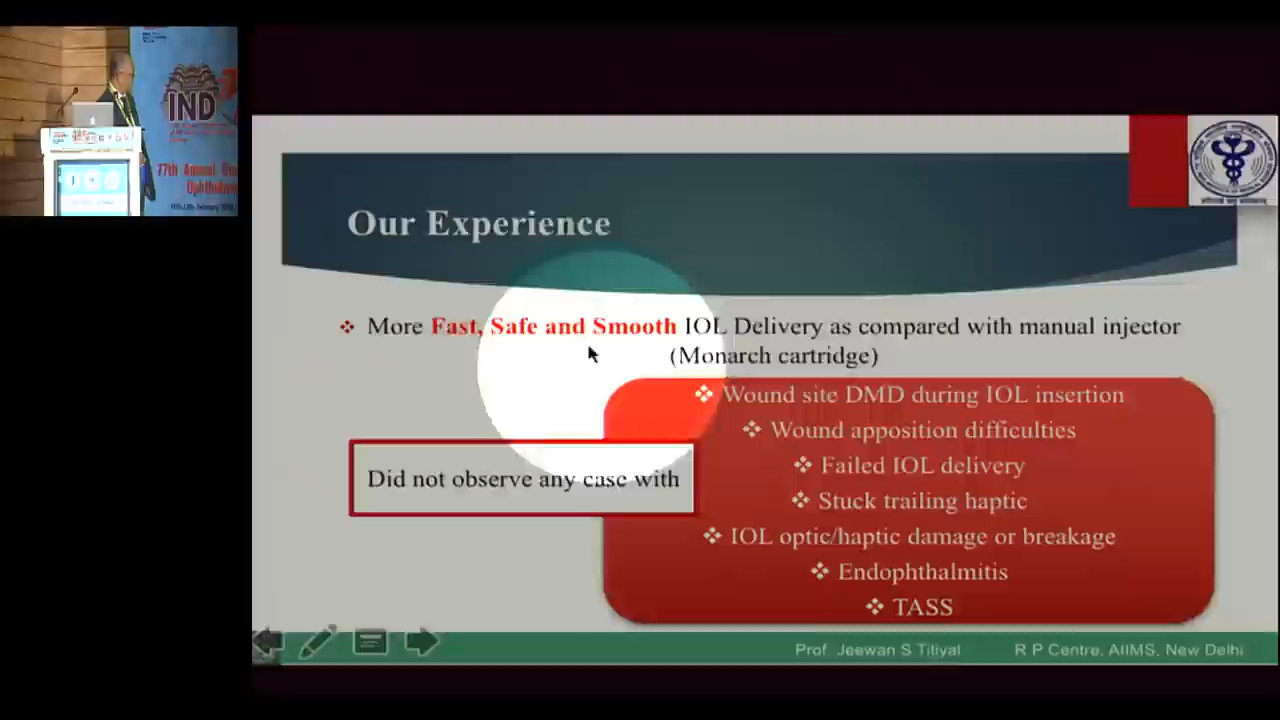 IND
77th Annual
Our Experience
❖ More Fast, Safe and Smooth IOL Delivery as compared with manual injector
(Monarch cartridge)
❖ Wound site DMD during IOL insertion
❖ Wound apposition difficulties
❖ Failed IOL delivery
Did not observe any case with
❖ Stuck trailing haptic
❖ IOL optic/haptic damage or breakage
❖ Endophthalmitis
❖ TASS
Prof. Jeewan S Titiyal R P Centre, AIIMS, New Delhi